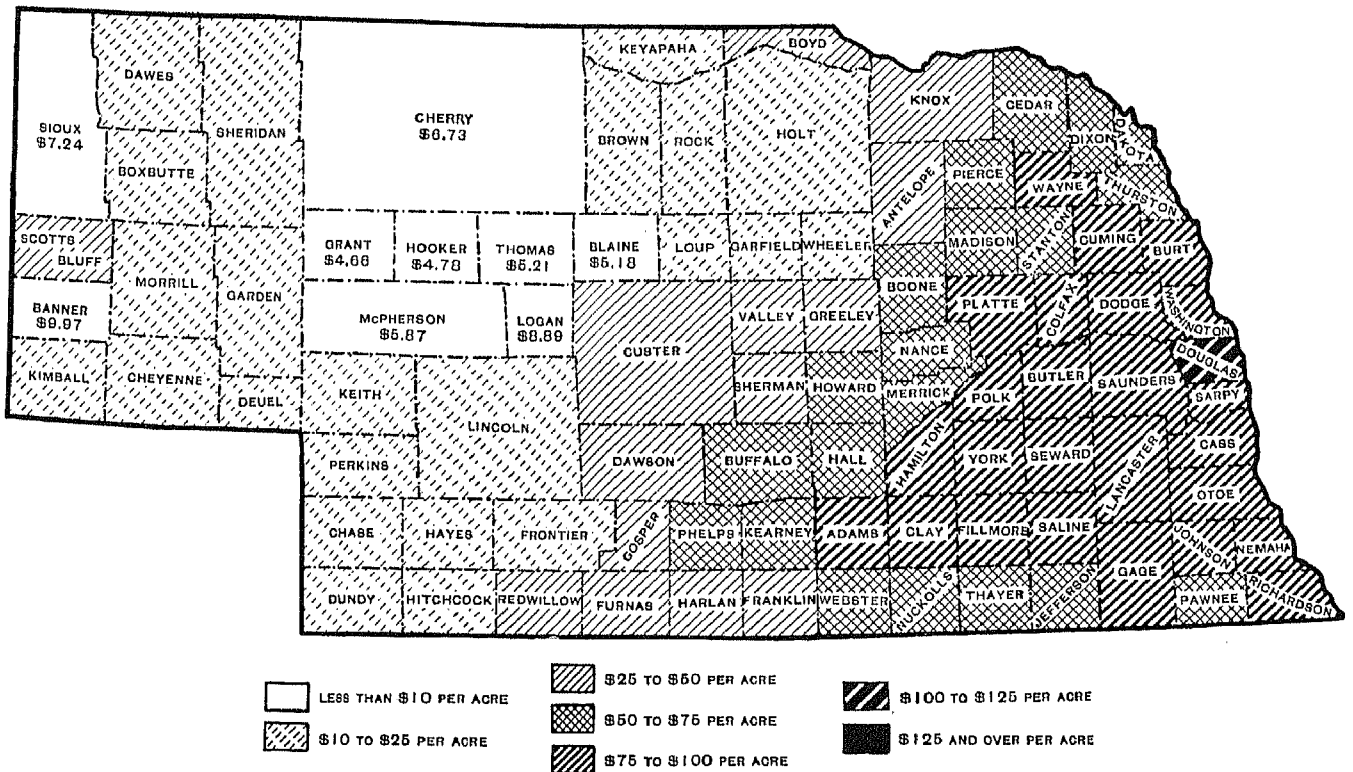 KEYAPAHA
BOYD
DAWES
SHERIDAN
CHERRY
$6.73
KNOX
CEDAR
SIOUX
$7.24
BROWN
ROCK
HOLT
DIXON
DAKOTA
BOXBUTTE
ANTELOPE
PIERCE
WAYNE
THURSTON
SCOTTS
BLUFF
GRANT
$4.66
HOOKER
$4.78
THOMAS
$5.21
BLAINE
$5.18
LOUP
GARFIELD
WHEELER
MADISON
STANTON
CUMING
BURT
MORRILL
GARDEN
BOONE
BANNER
$9.97
McPHERSON
$5.87
LOGAN
$8.89
CUSTER
VALLEY
GREELEY
PLATTE
COLFAX
DODGE
WASHINGTON
NANCE
DOUGLAS
KIMBALL
CHEYENNE
DEUEL
KEITH
LINCOLN
SHERMAN
HOWARD
MERRICK
POLK
BUTLER
SAUNDERS
SARPY
PERKINS
DAWSON
BUFFALO
HALL
HAMILTON
YORK
SEWARD
LANCASTER
CASS
OTOE
CHASE
HAYES
FRONTIER
GOSPER
PHELPS
KEARNEY
ADAMS
CLAY
FILLMORE
SALINE
GAGE
JOHNSON
NEMAHA
DUNDY
HITCHCOCK
REDWILLOW
FURNAS
HARLAN
FRANKLIN
WEBSTER
NUCKOLLS
THAYER
JEFFERSON
PAWNEE
RICHARDSON
LESS THAN $10 PER ACRE
$10 TO $25 PER ACRE
$25 TO $50 PER ACRE
$50 TO $75 PER ACRE
$75 TO $100 PER ACRE
$100 TO $125 PER ACRE
$125 AND OVER PER ACRE